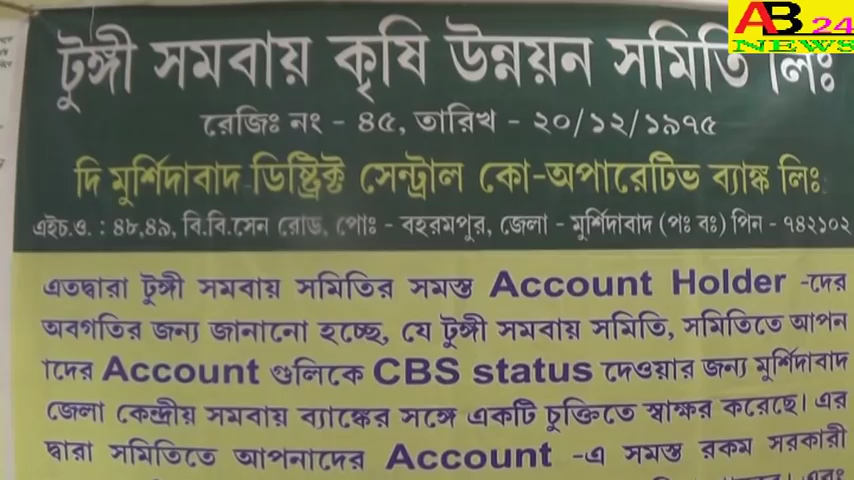 AB 24
NEWS
টুঙ্গী সমবায় কৃষি উন্নয়ন সমিতি লিঃ
রেজিঃ নং - ৪৫, তারিখ - ২০/১২/১৯৭৫
দি মুর্শিদাবাদ ডিষ্ট্রিক্ট সেন্ট্রাল কো-অপারেটিভ ব্যাঙ্ক লিঃ
এইচ.ও. : ৪৮,৪৯, বি.বি.সেন রোড, পোঃ - বহরমপুর, জেলা - মুর্শিদাবাদ (পঃ বঃ) পিন - ৭৪২১০২
এতদ্বারা টুঙ্গী সমবায় সমিতির সমস্ত Account Holder -দের
অবগতির জন্য জানানো হচ্ছে, যে টুঙ্গী সমবায় সমিতি, সমিতিতে আপন
াদের Account গুলিকে CBS status দেওয়ার জন্য মুর্শিদাবাদ
জেলা কেন্দ্রীয় সমবায় ব্যাঙ্কের সঙ্গে একটি চুক্তিতে স্বাক্ষর করেছে। এর
দ্বারা সমিতিতে আপনাদের Account -এ সমস্ত রকম সরকারী